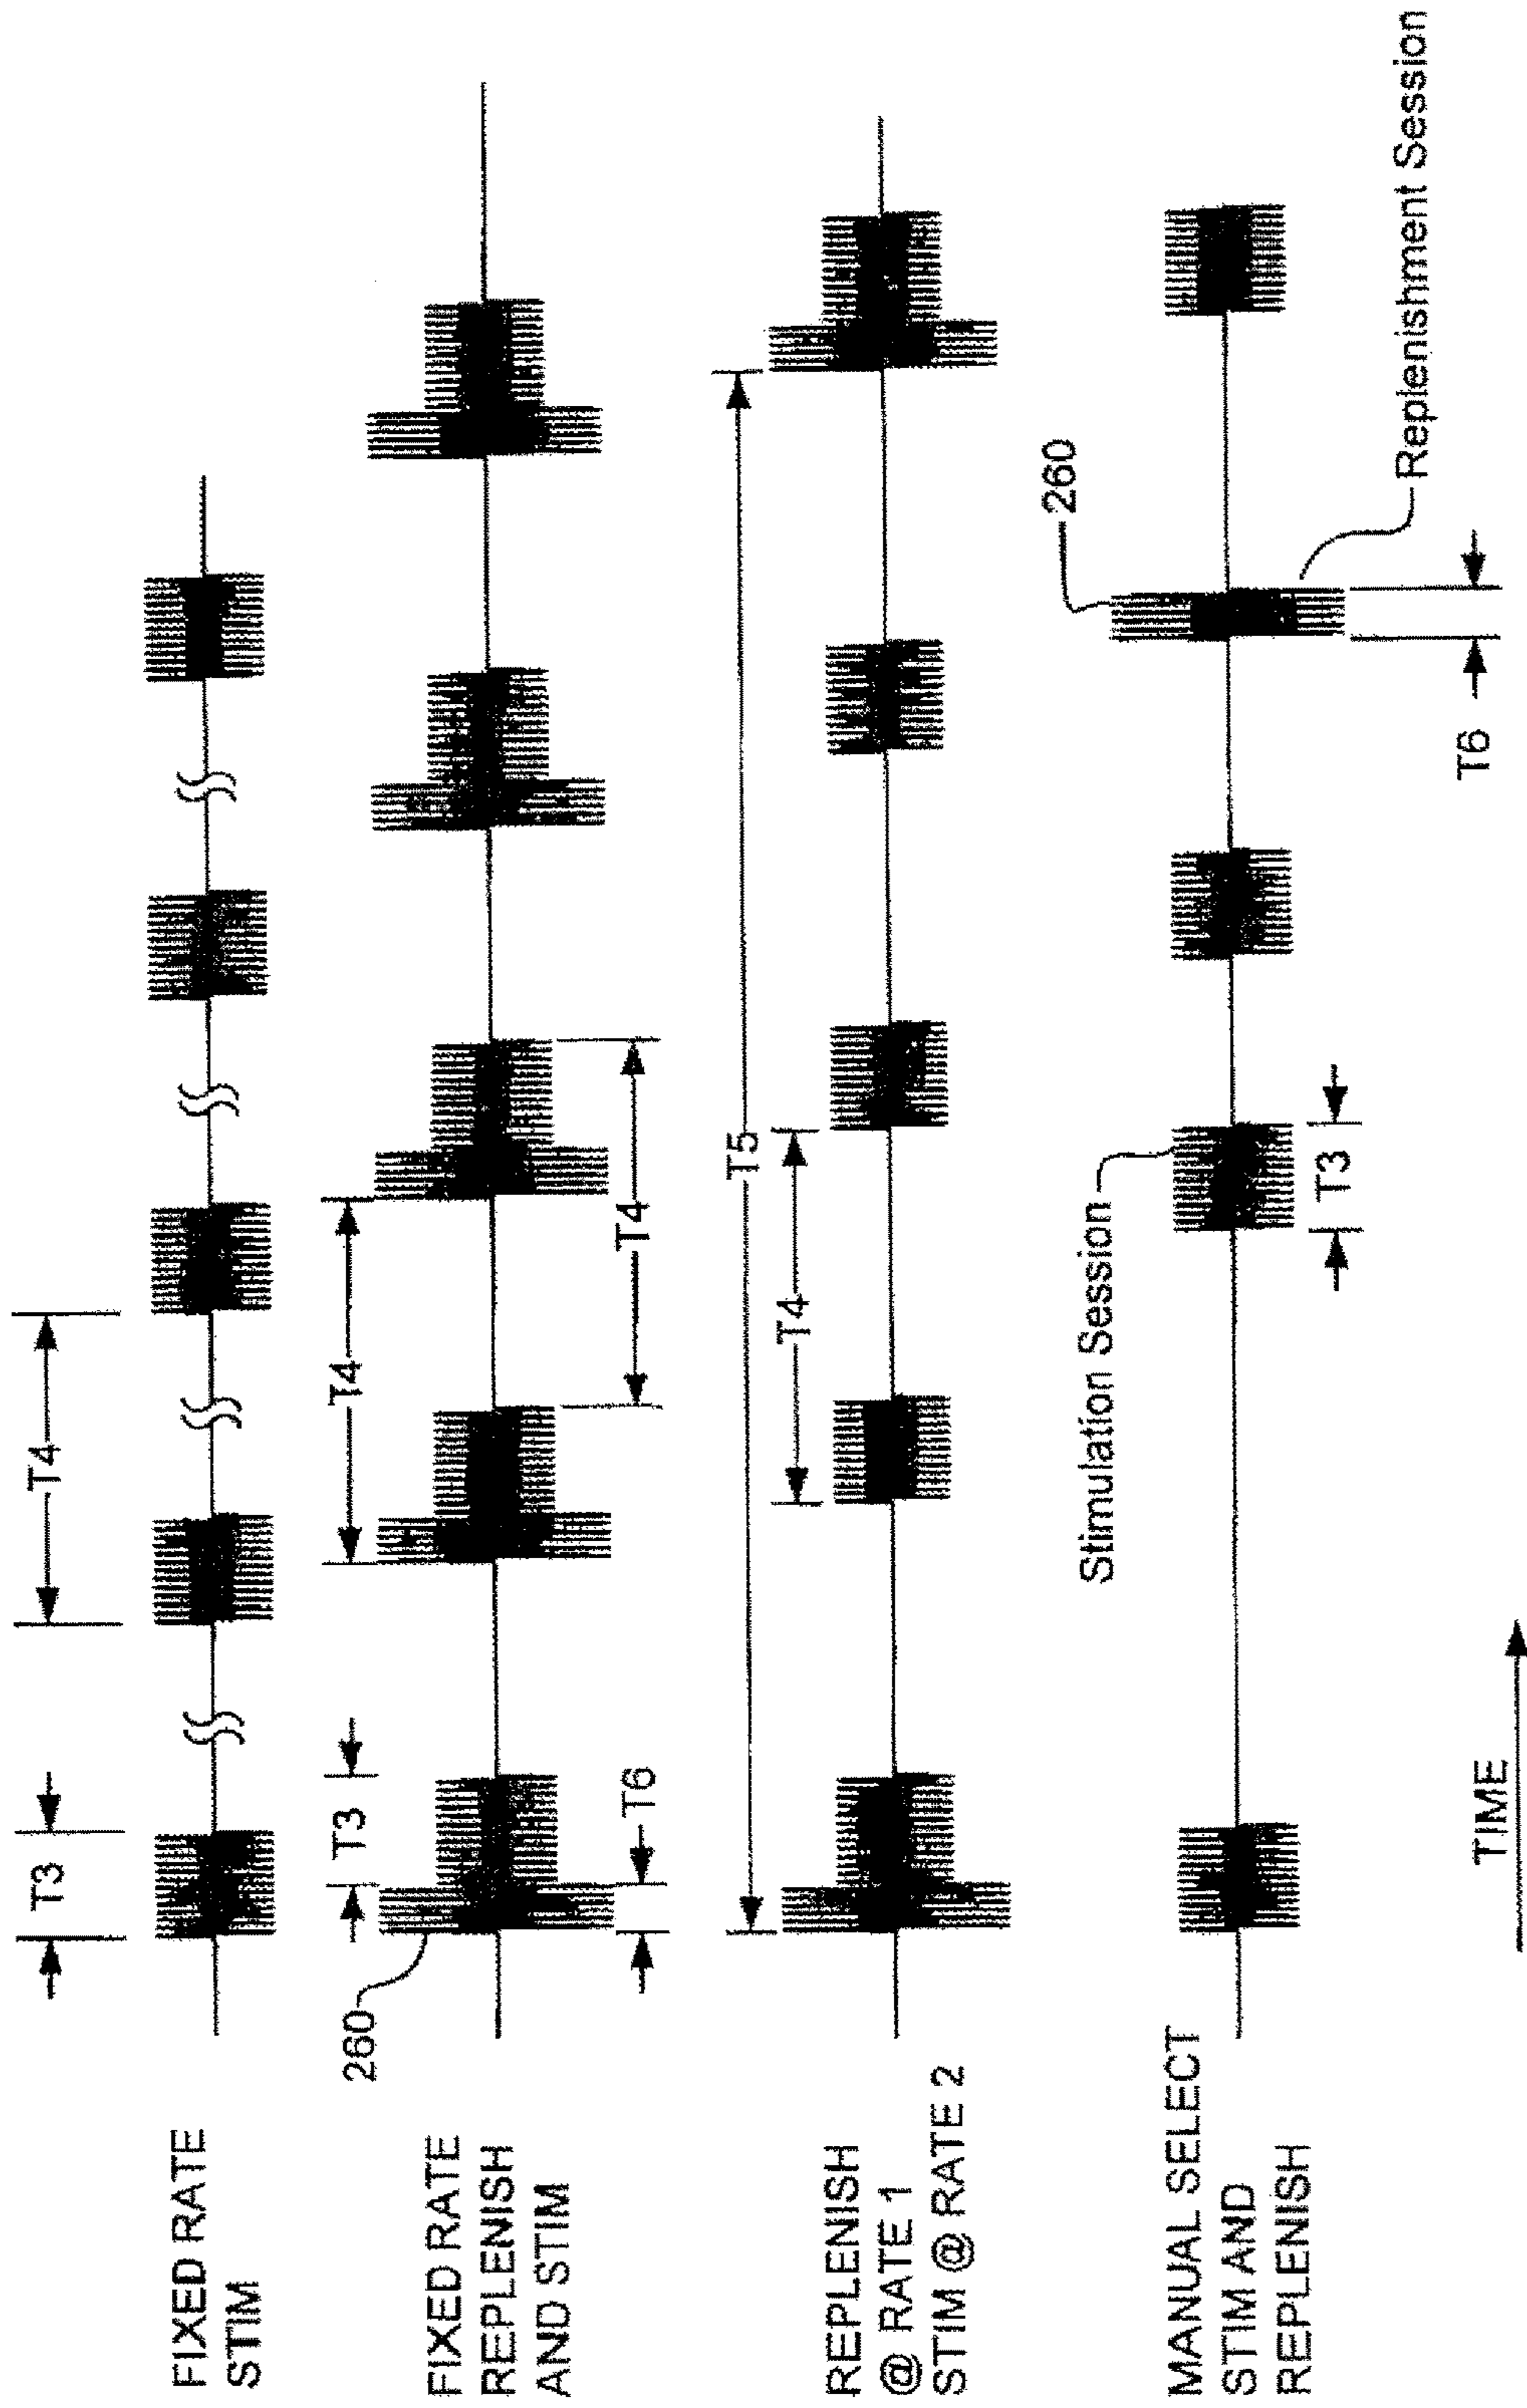 T3
T4
FIXED RATE
STIM
260
T3
T6
T4
T4
FIXED RATE
REPLENISH
AND STIM
T5
T4
REPLENISH
@ RATE 1
STIM @ RATE 2
Stimulation Session
T3
260
T6
Replenishment Session
MANUAL SELECT
STIM AND
REPLENISH
TIME